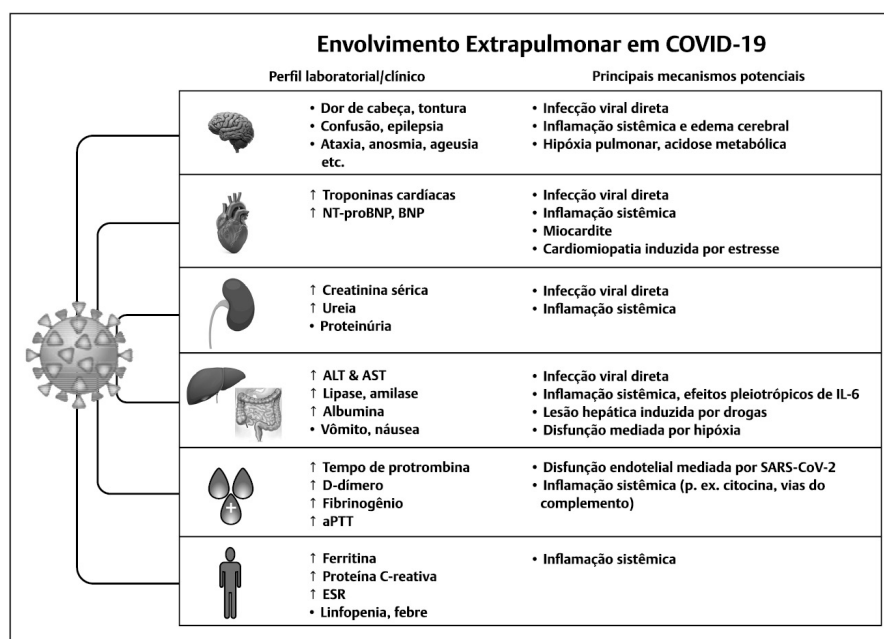 Envolvimento Extrapulmonar em COVID-19
Perfil laboratorial/clínico
Principais mecanismos potenciais
• Dor de cabeça, tontura
• Confusão, epilepsia
• Ataxia, anosmia, ageusia
etc.
• Infecção viral direta
• Inflamação sistêmica e edema cerebral
• Hipóxia pulmonar, acidose metabólica
↑ Troponinas cardíacas
↑ NT-proBNP, BNP
• Infecção viral direta
• Inflamação sistêmica
• Miocardite
• Cardiomiopatia induzida por estresse
↑ Creatinina sérica
↑ Ureia
• Proteinúria
• Infecção viral direta
• Inflamação sistêmica
↑ ALT & AST
↑ Lipase, amilase
↑ Albumina
• Vômito, náusea
• Infecção viral direta
• Inflamação sistêmica, efeitos pleiotrópicos de IL-6
• Lesão hepática induzida por drogas
• Disfunção mediada por hipóxia
↑ Tempo de protrombina
↑ D-dímero
↑ Fibrinogênio
↑ aPTT
• Disfunção endotelial mediada por SARS-CoV-2
• Inflamação sistêmica (p. ex. citocina, vias do
complemento)
↑ Ferritina
↑ Proteína C-reativa
↑ ESR
• Linfopenia, febre
• Inflamação sistêmica